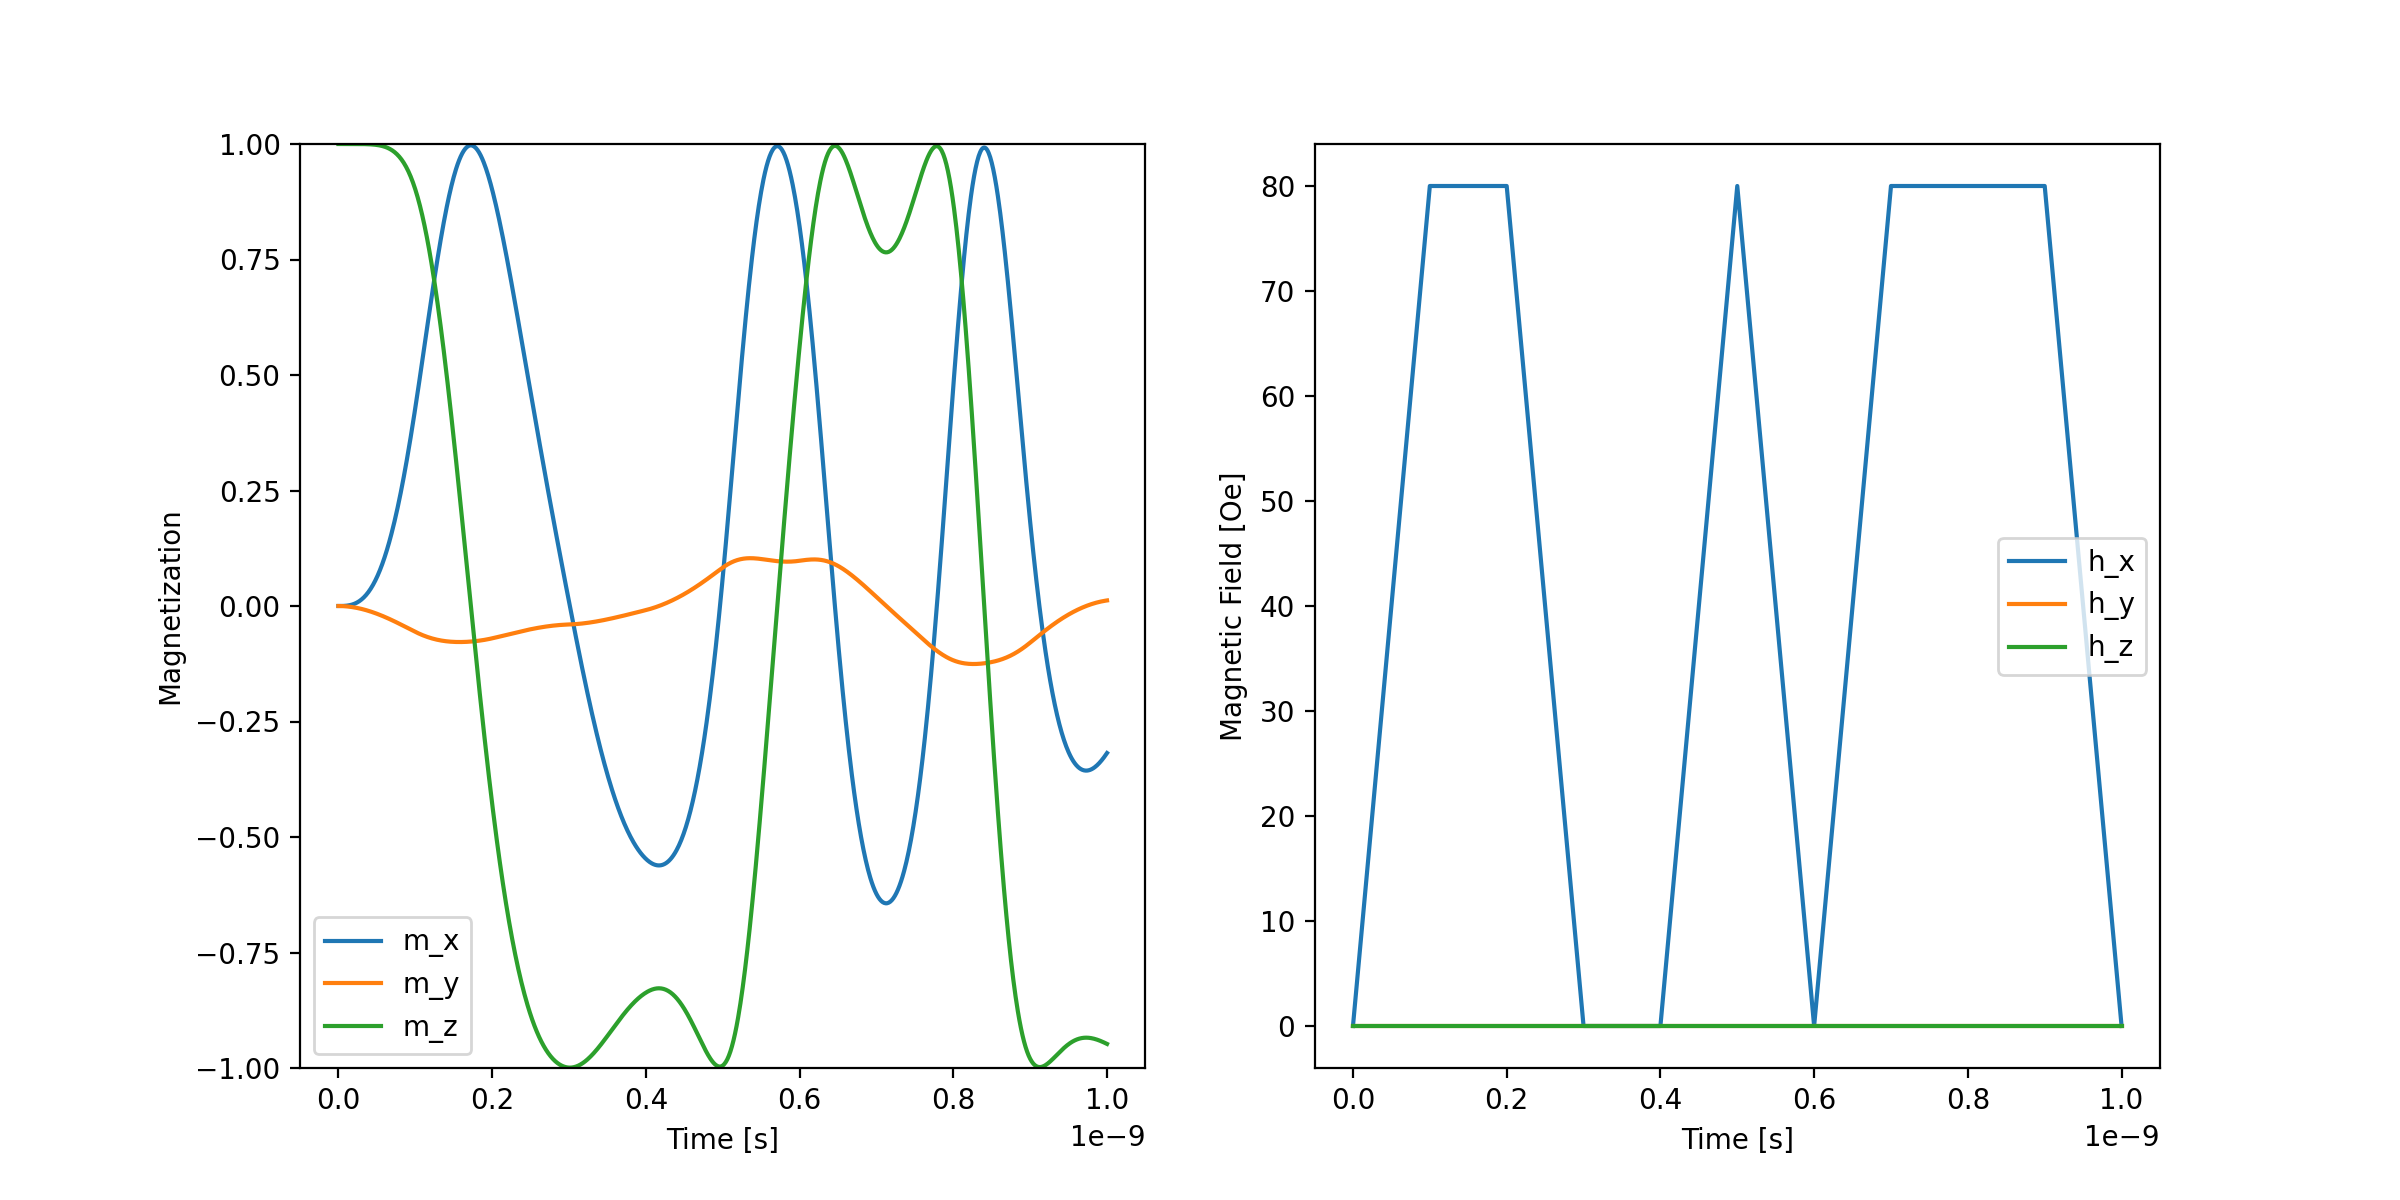 1.00
0.75
0.50
0.25
0.00
−0.25
−0.50
−0.75
−1.00
Magnetization
m_x
m_y
m_z
0.0 0.2 0.4 0.6 0.8 1.0
Time [s]
1e−9
80
70
60
50
40
30
20
10
0
Magnetic Field [Oe]
h_x
h_y
h_z
0.0 0.2 0.4 0.6 0.8 1.0
Time [s]
1e−9